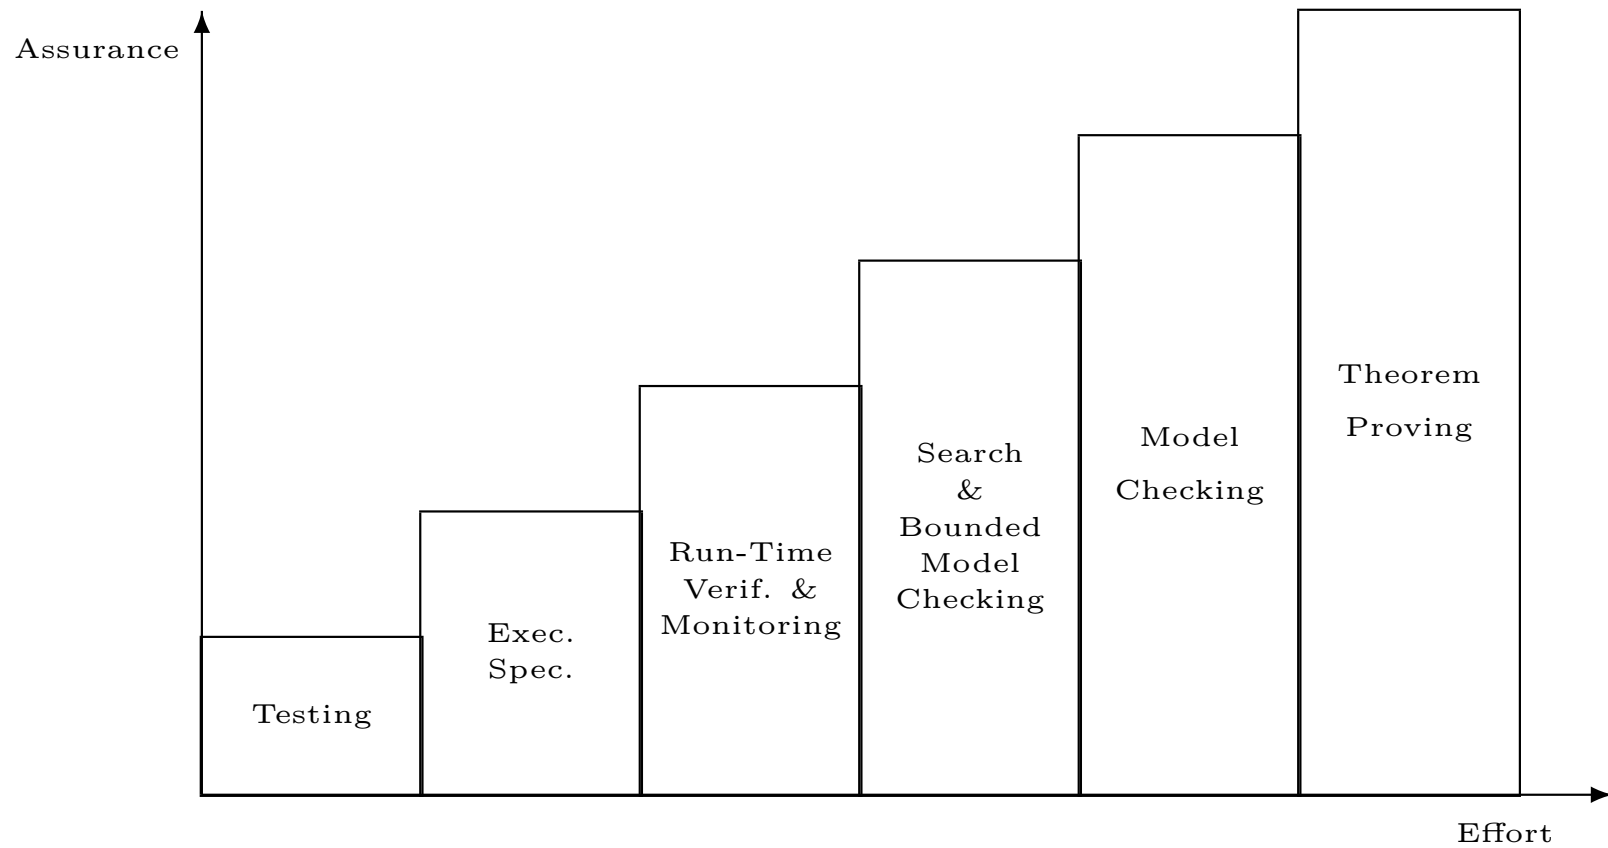 Assurance
Testing
Exec.
Spec.
Run-Time
Verif. &
Monitoring
Search
&
Bounded
Model
Checking
Model
Checking
Theorem
Proving
Effort